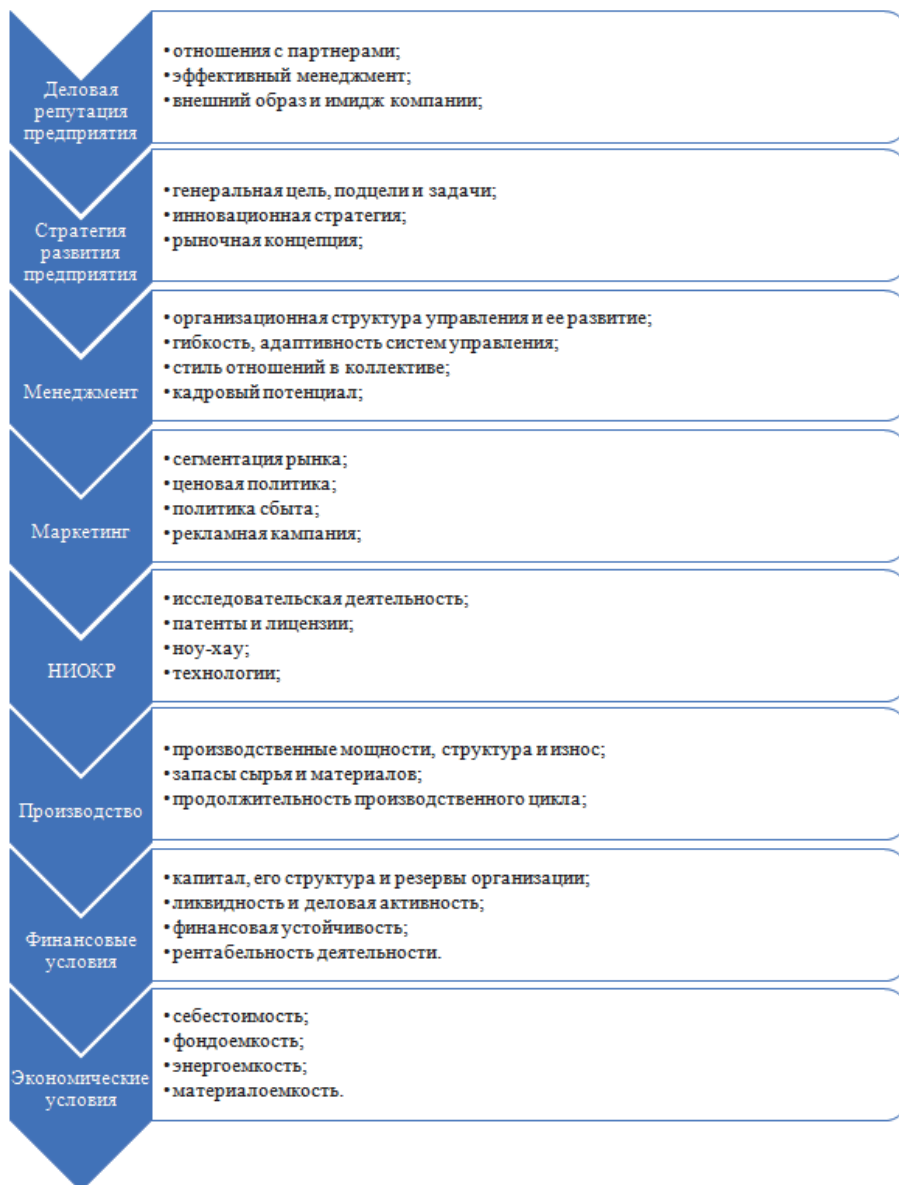 Деловая
репутация
предприятия
•отношения с партнерами;
•эффективный менеджмент;
•внешний образ и имидж компании;
Стратегия
развития
предприятия
•генеральная цель, подцели и задачи;
•инновационная стратегия;
•рыночная концепция;
Менеджмент
•организационная структура управления и ее развитие;
•гибкость, адаптивность систем управления;
•стиль отношений в коллективе;
•кадровый потенциал;
Маркетинг
•сегментация рынка;
•ценовая политика;
•политика сбыта;
•рекламная кампания;
НИОКР
•исследовательская деятельность;
•патенты и лицензии;
•ноу-хау;
•технологии;
Производство
•производственные мощности, структура и износ;
•запасы сырья и материалов;
•продолжительность производственного цикла;
Финансовые
условия
•капитал, его структура и резервы организации;
•ликвидность и деловая активность;
•финансовая устойчивость;
•рентабельность деятельности.
Экономические
условия
•себестоимость;
•фондоемкость;
•энергоемкость;
•материалоемкость.